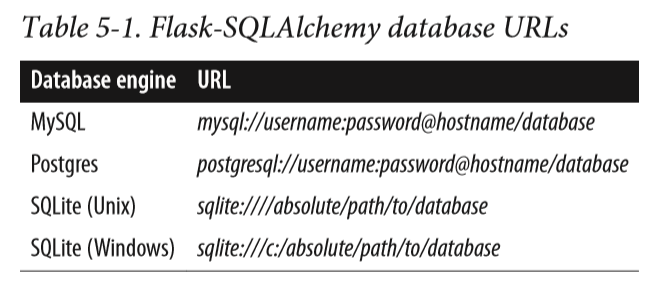 Table 5-1. Flask-SQLAlchemy database URLs
Database engine URL
MySQL mysql://username:password@hostname/database
Postgres postgresql://username:password@hostname/database
SQLite (Unix) sqlite:////absolute/path/to/database
SQLite (Windows) sqlite:///c:/absolute/path/to/database